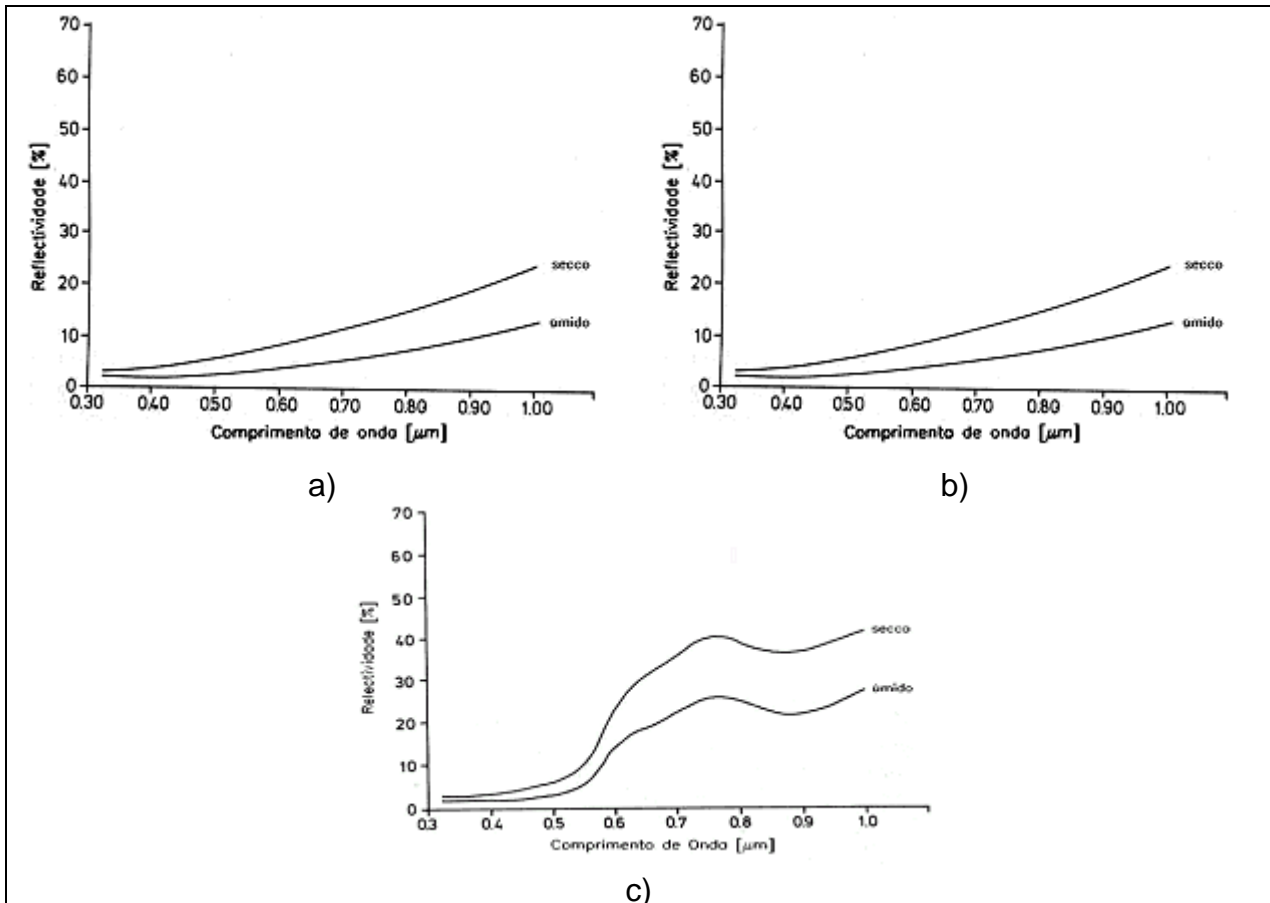 70
60
50
40
30
20
10
0
Reflectividade [%]
secco
úmido
0.30 0.40 0.50 0.60 0.70 0.80 0.90 1.00
Comprimento de onda [µm]
a)
70
60
50
40
30
20
10
0
Reflectividade [%]
secco
úmido
0.30 0.40 0.50 0.60 0.70 0.80 0.90 1.00
Comprimento de onda [µm]
b)
70
60
50
40
30
20
10
0
Relectividade [%]
secco
úmido
0.3 0.4 0.5 0.6 0.7 0.8 0.9 1.0
Comprimento de Onda [µm]
c)